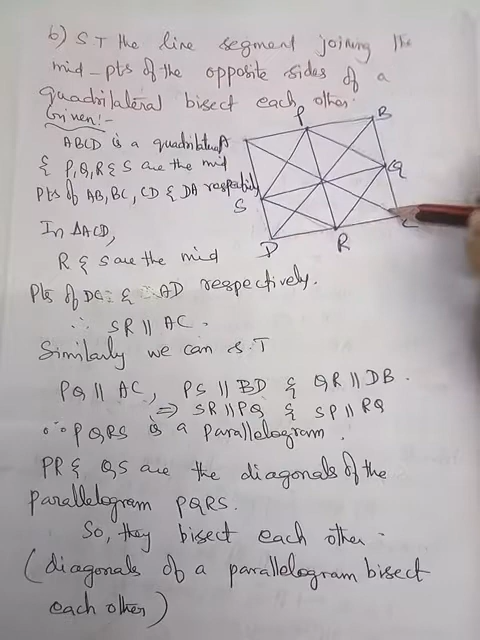 6) S T the line segment joining the
mid-pts of the opposite sides of a
quadrilateral bisect each other.
Given:-
P
B
A
ABCD is a quadrilateral
& P,Q,R & S are the mid
Q
Pts of AB, BC, CD & DA respectively
S
C
In ΔACD,
D
R
R & S are the mid
Pts of DC & AD respectively.
∴ SR || AC.
Similarly we can s.T
PQ || AC, PS || BD & QR || DB.
⇒ SR || PQ & SP || RQ
∴ PQRS is a parallelogram.
PR & QS are the diagonals of the
parallelogram PQRS.
So, they bisect each other.
(diagonals of a parallelogram bisect
each other)